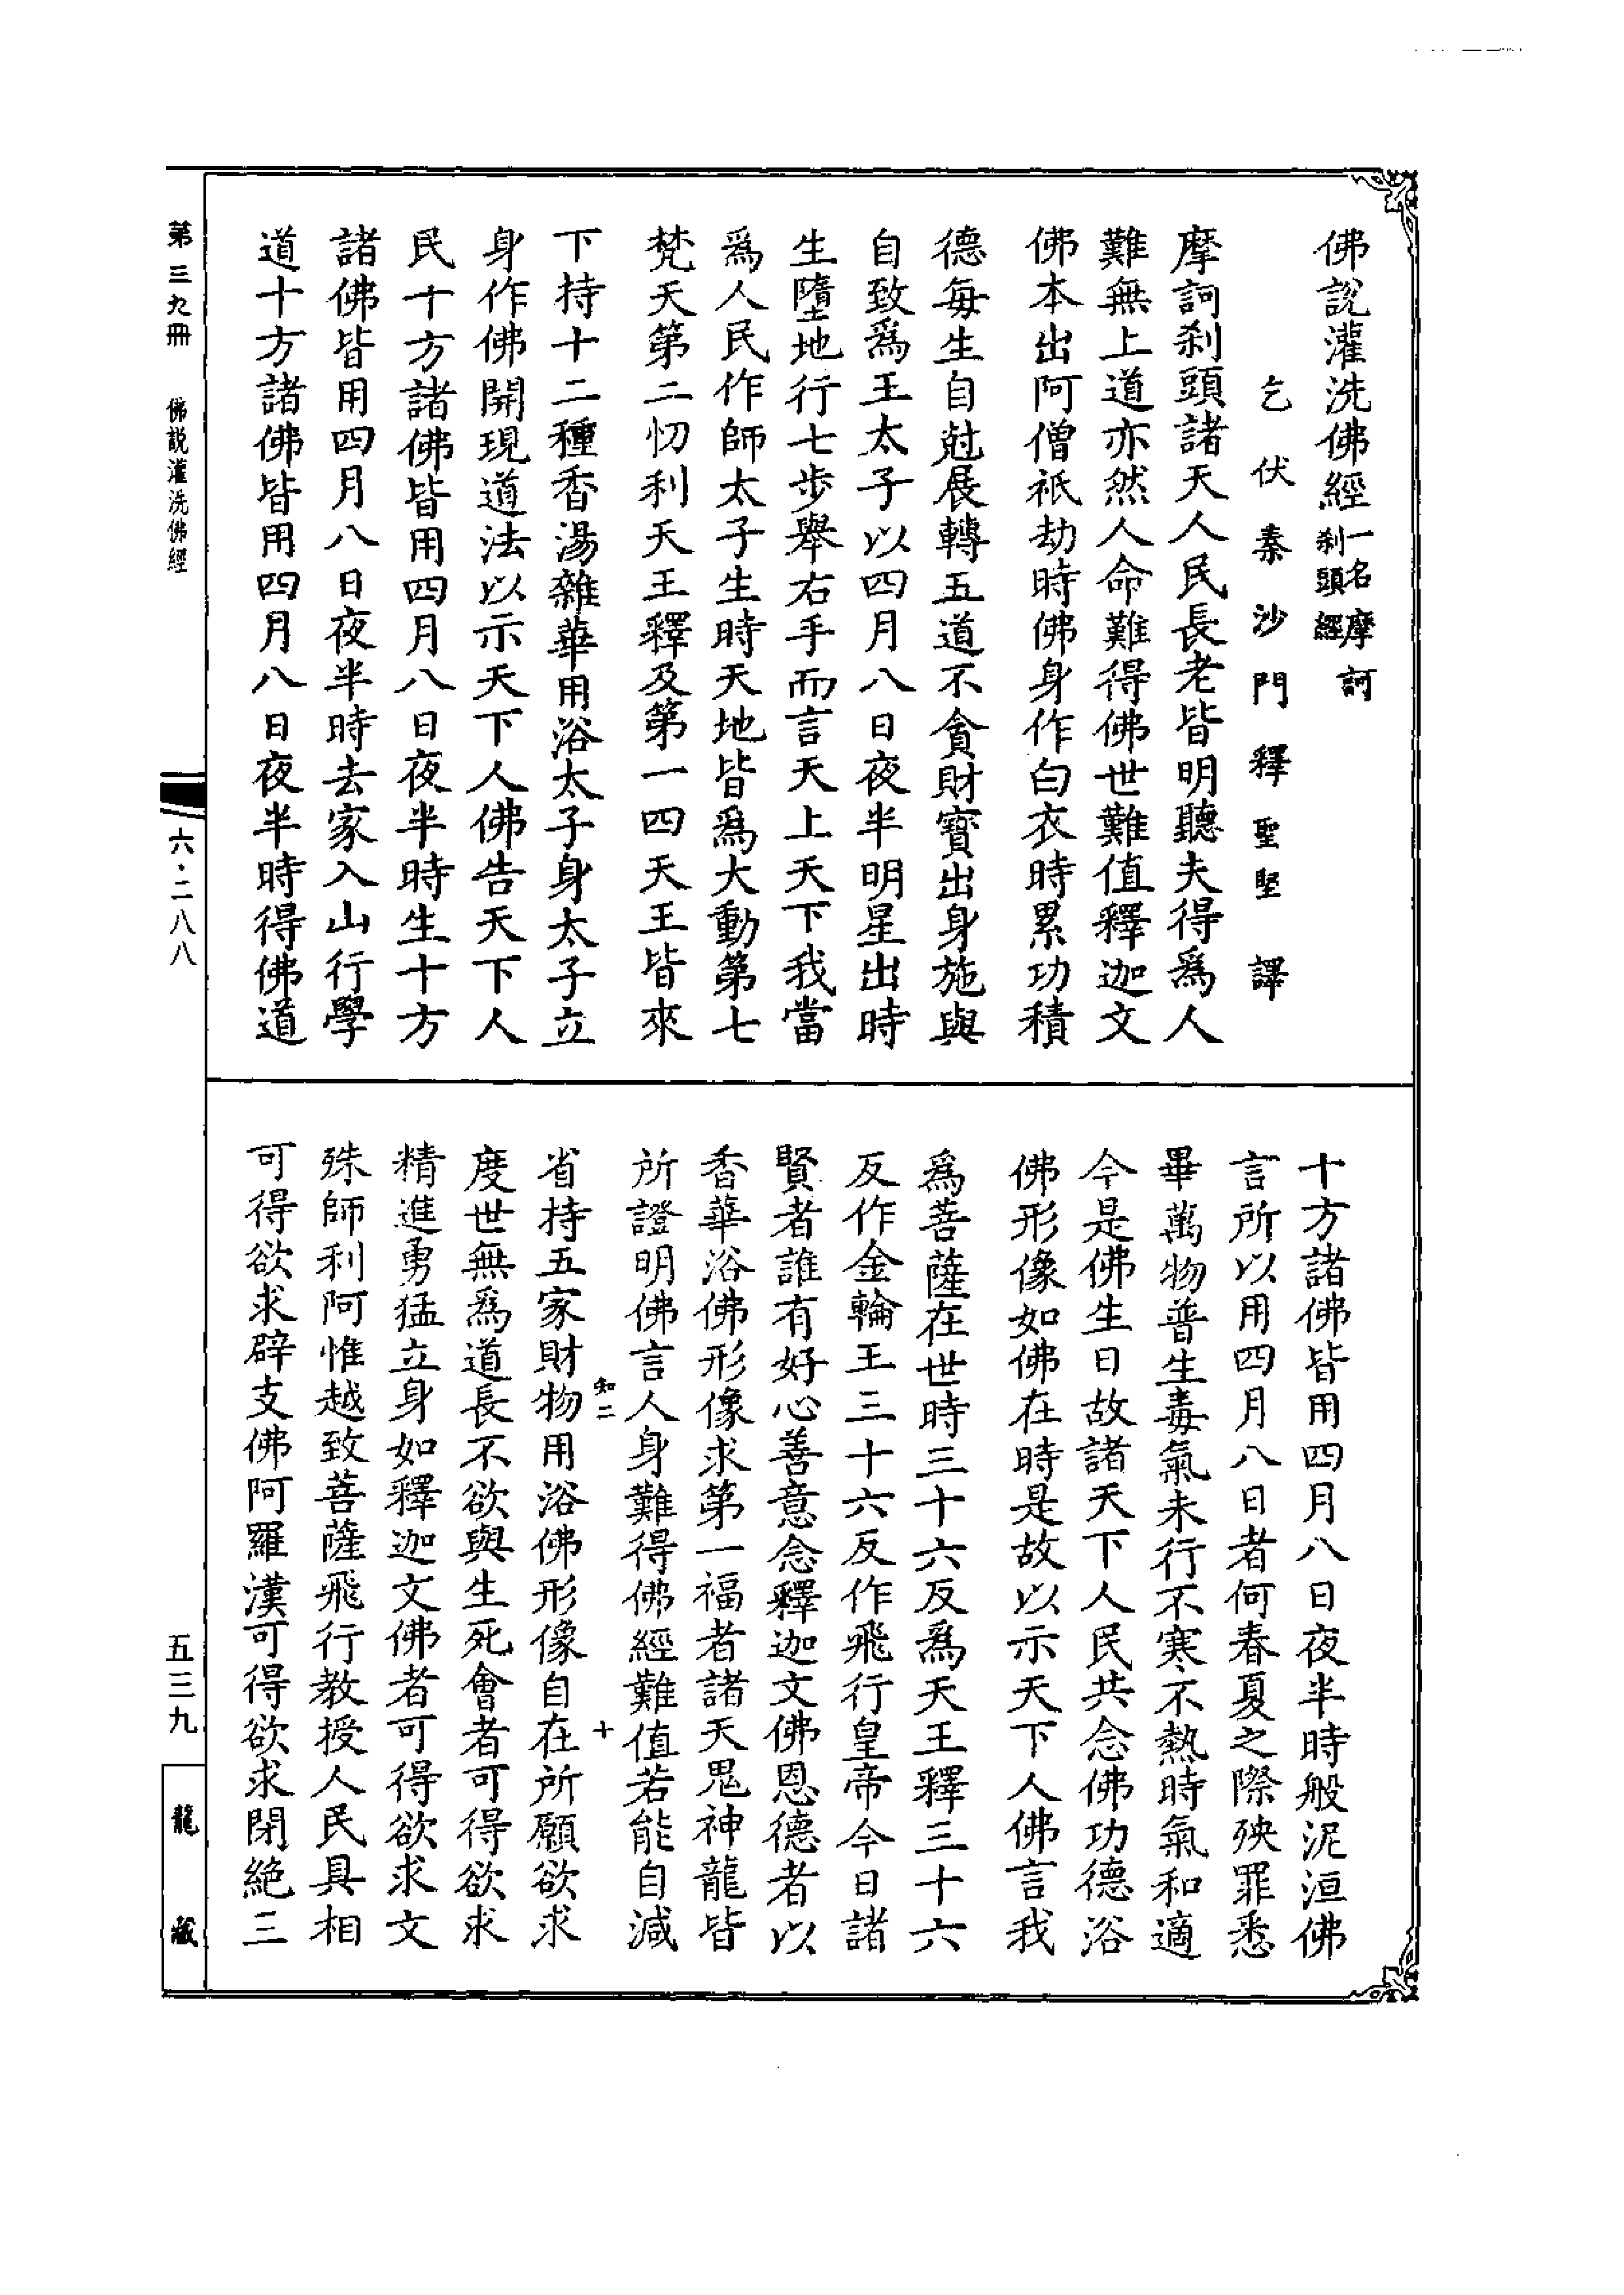 佛說灌洗佛經一名摩訶刹頭經
乞伏秦沙門釋聖堅譯
摩訶刹頭諸天人民長老皆明聽夫得爲人
難無上道亦然人命難得佛世難值釋迦文
佛本出阿僧祇劫時佛身作白衣時累功積
德每生自尅展轉五道不貪財寶出身施與
自致爲王太子以四月八日夜半明星出時
生墮地行七步舉右手而言天上天下我當
爲人民作師太子生時天地皆爲大動第七
梵天第二忉利天王釋及第一四天王皆來
下持十二種香湯雜華用浴太子身太子立
身作佛開現道法以示天下人佛告天下人
民十方諸佛皆用四月八日夜半時生十方
諸佛皆用四月八日夜半時去家入山行學
道十方諸佛皆用四月八日夜半時得佛道
十方諸佛皆用四月八日夜半時般泥洹佛
言所以用四月八日者何春夏之際殃罪悉
畢萬物普生毒氣未行不寒不熱時氣和適
今是佛生日故諸天下人民共念佛功德浴
佛形像如佛在時是故以示天下人佛言我
爲菩薩在世時三十六反爲天王釋三十六
反作金輪王三十六反作飛行皇帝今日諸
賢者誰有好心善意念釋迦文佛恩德者以
香華浴佛形像求第一福者諸天鬼神龍皆
所證明佛言人身難得佛經難值若能自減
知二
十
省持五家財物用浴佛形像自在所願欲求
度世無爲道長不欲與生死會者可得欲求
精進勇猛立身如釋迦文佛者可得欲求文
殊師利阿惟越致菩薩飛行教授人民具相
可得欲求辟支佛阿羅漢可得欲求閉絶三
第三九冊
佛說灌洗佛經
六·二八八
五三九
龍藏